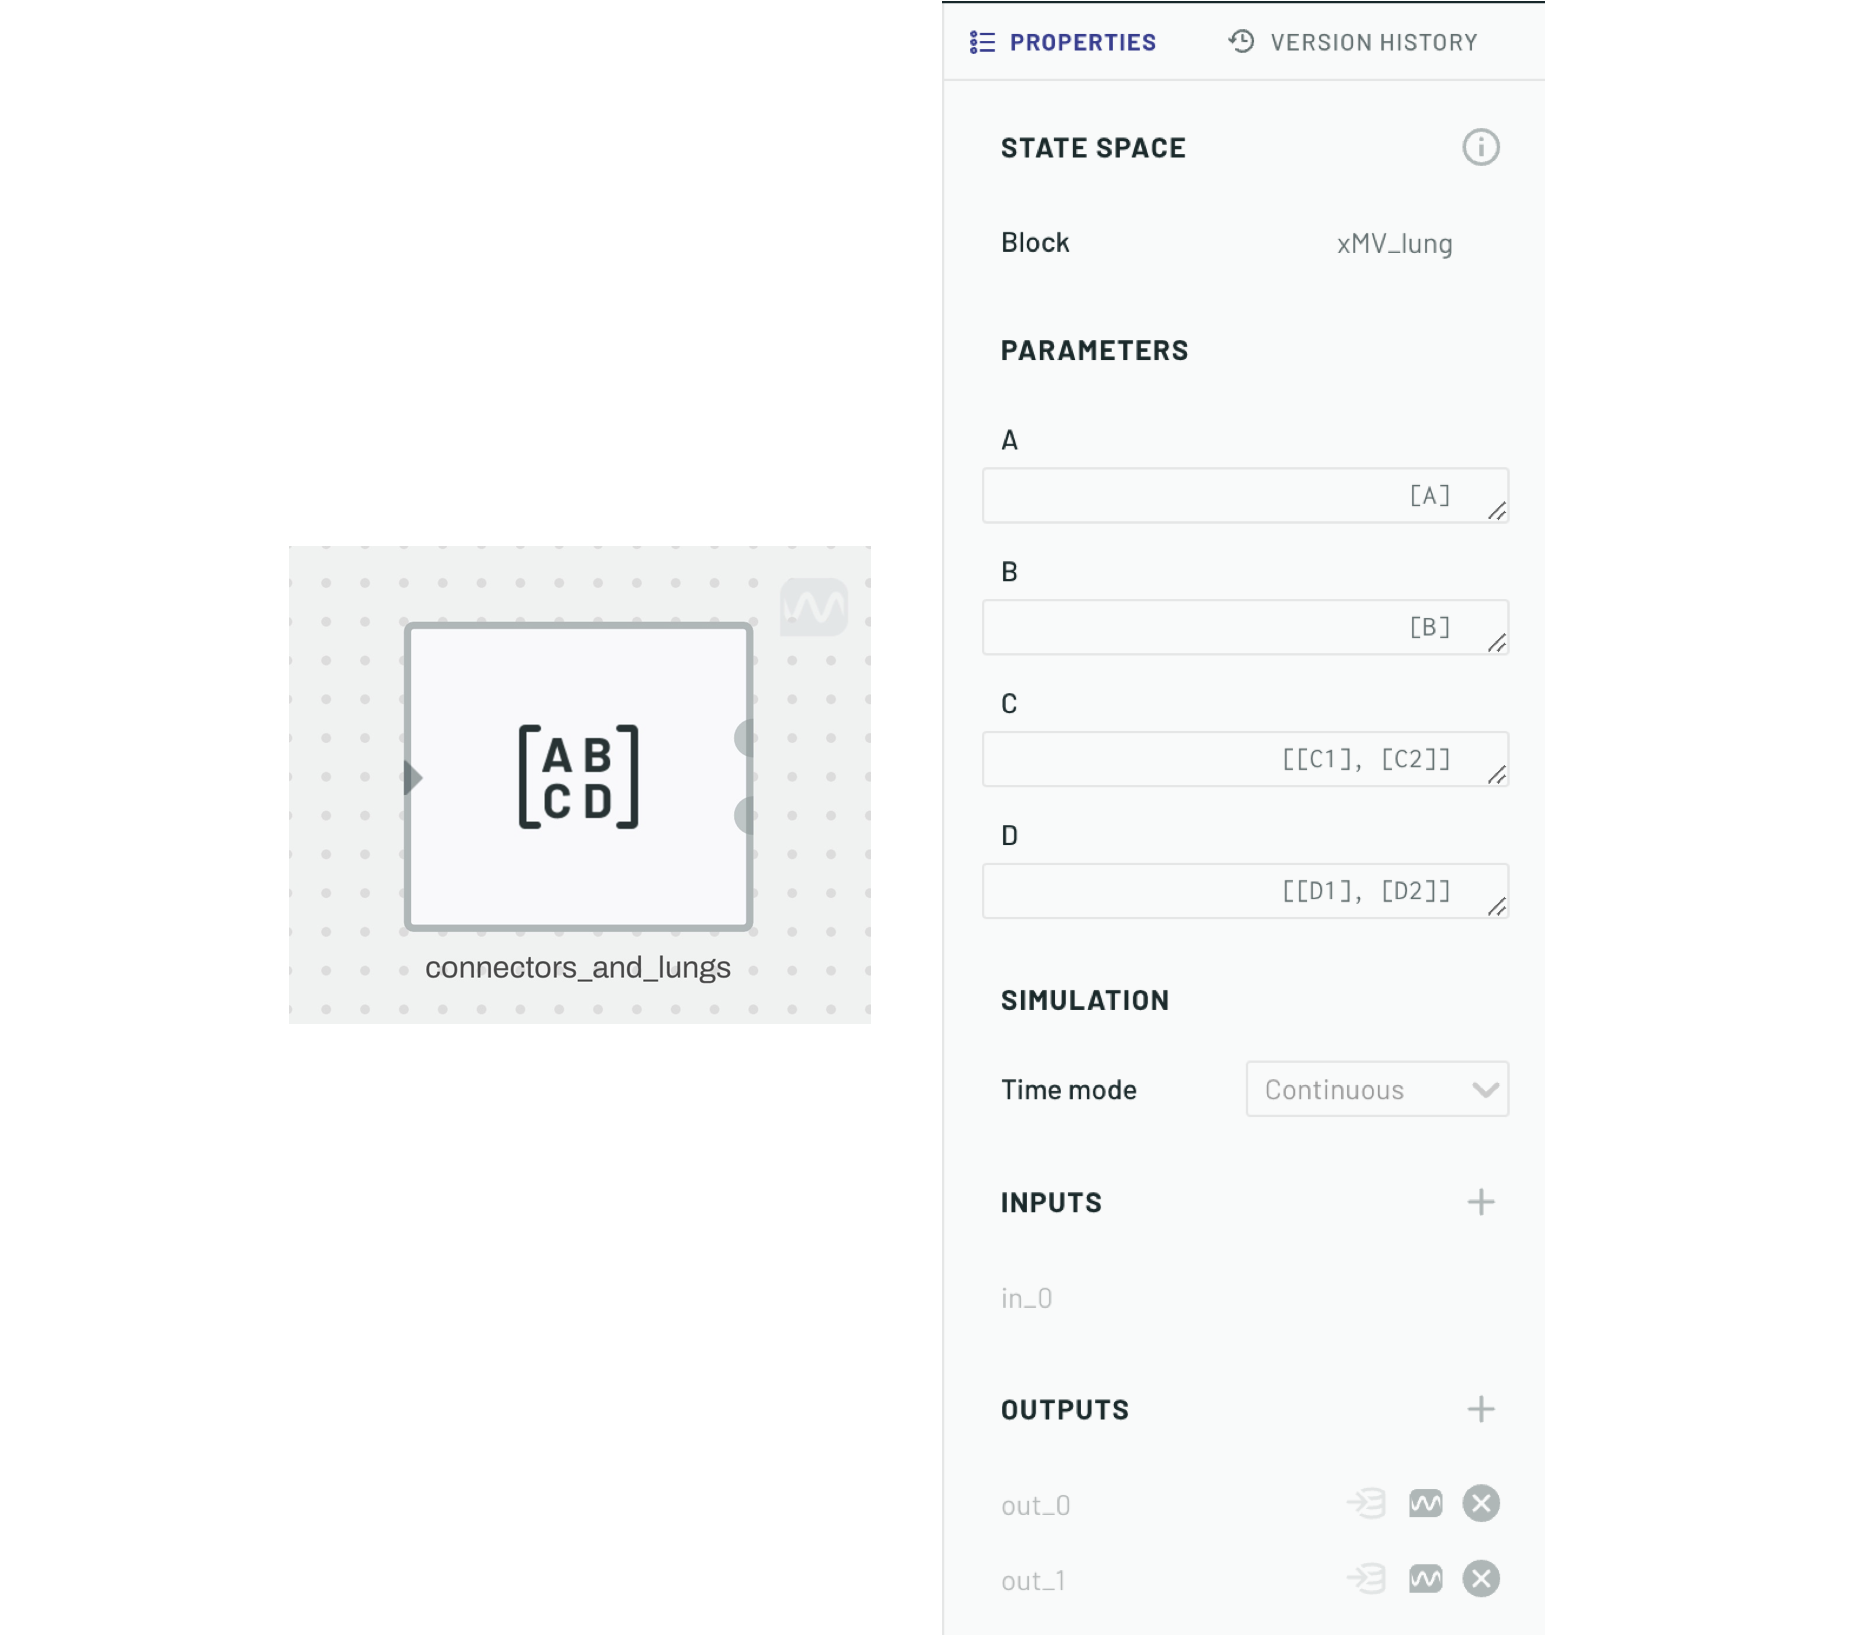 A B
C D
connectors_and_lungs
PROPERTIES
VERSION HISTORY
STATE SPACE
Block
xMV_lung
PARAMETERS
A
[A]
B
[B]
C
[[C1], [C2]]
D
[[D1], [D2]]
SIMULATION
Time mode
Continuous
INPUTS
in_0
OUTPUTS
out_0
out_1